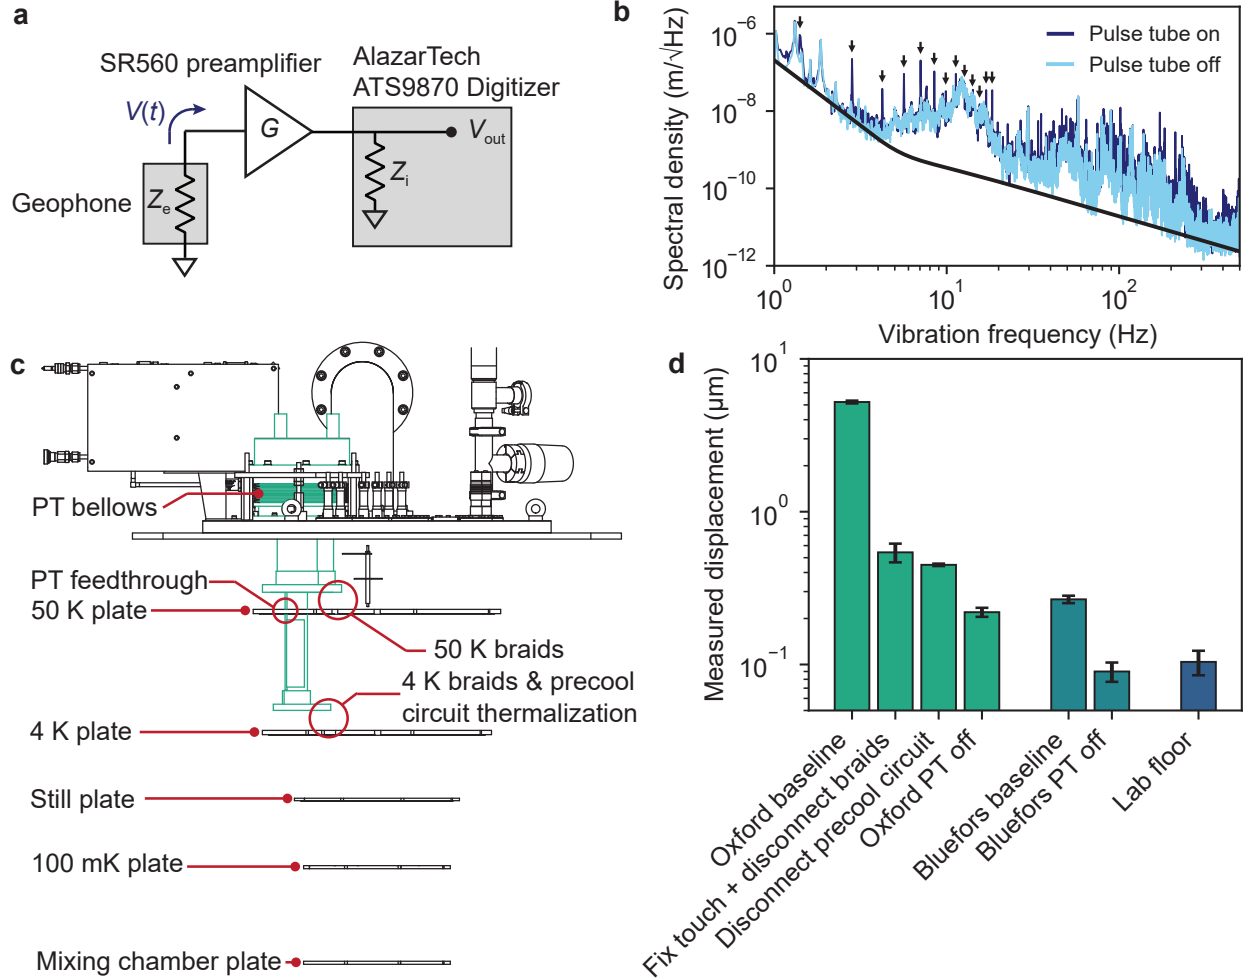 a
SR560 preamplifier
AlazarTech
ATS9870 Digitizer
V(t)
G
V_out
Z_i
Geophone
Z_e
b
Spectral density (m/√Hz)
10^−6
10^−8
10^−10
10^−12
Pulse tube on
Pulse tube off
10^0
10^1
10^2
Vibration frequency (Hz)
c
PT bellows
PT feedthrough
50 K plate
50 K braids
4 K braids & precool
circuit thermalization
4 K plate
Still plate
100 mK plate
Mixing chamber plate
d
Measured displacement (μm)
10^1
10^0
10^−1
Oxford baseline
Fix touch + disconnect braids
Disconnect precool circuit
Oxford PT off
Bluefors baseline
Bluefors PT off
Lab floor